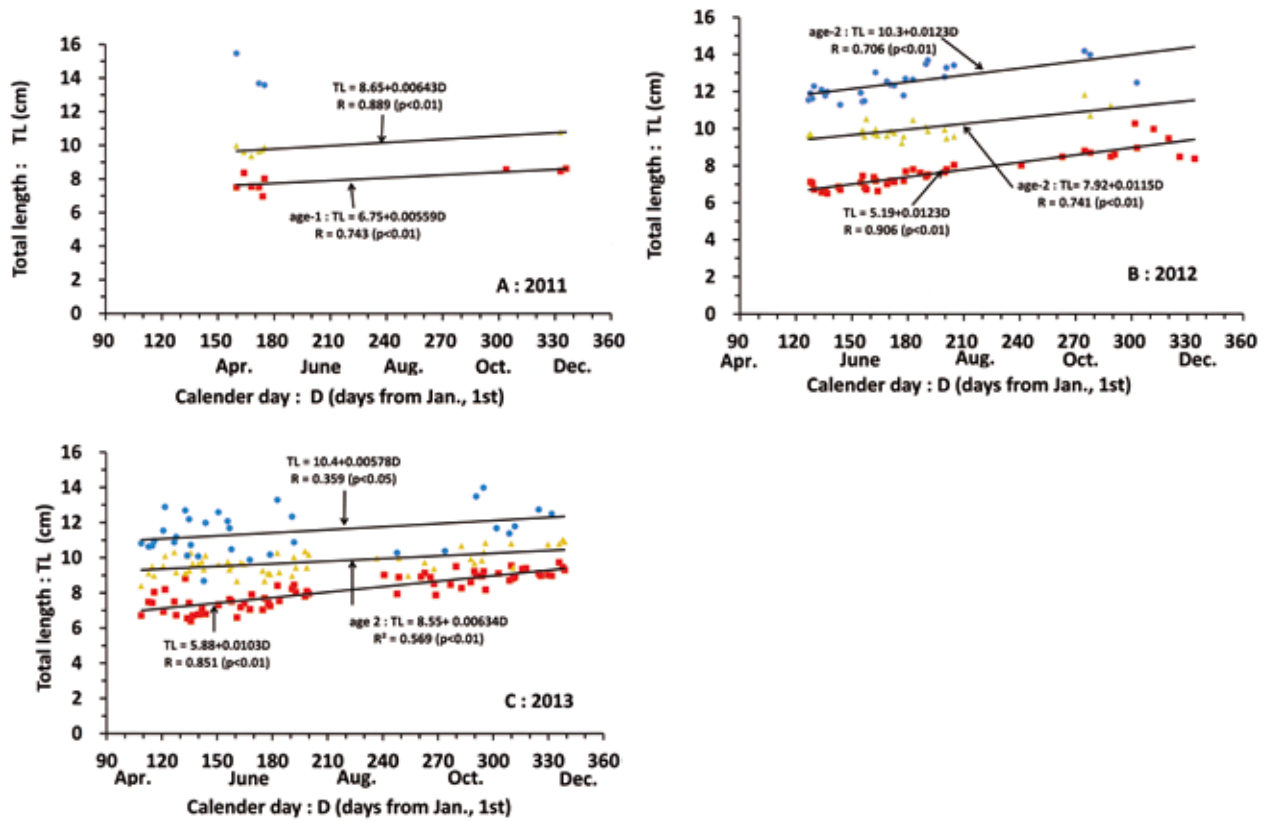 16
14
12
10
8
6
4
2
0
Total length : TL (cm)
TL = 8.65+0.00643D
R = 0.889 (p<0.01)
age-1 : TL = 6.75+0.00559D
R = 0.743 (p<0.01)
A : 2011
90 120 150 180 210 240 270 300 330 360
Apr. June Aug. Oct. Dec.
Calender day : D (days from Jan., 1st)
16
14
12
10
8
6
4
2
0
Total length : TL (cm)
age-2 : TL = 10.3+0.0123D
R = 0.706 (p<0.01)
age-2 : TL= 7.92+0.0115D
R = 0.741 (p<0.01)
TL = 5.19+0.0123D
R = 0.906 (p<0.01)
B : 2012
90 120 150 180 210 240 270 300 330 360
Apr. June Aug. Oct. Dec.
Calender day : D (days from Jan., 1st)
16
14
12
10
8
6
4
2
0
Total length : TL (cm)
TL = 10.4+0.00578D
R = 0.359 (p<0.05)
age 2 : TL = 8.55+ 0.00634D
R² = 0.569 (p<0.01)
TL = 5.88+0.0103D
R = 0.851 (p<0.01)
C : 2013
90 120 150 180 210 240 270 300 330 360
Apr. June Aug. Oct. Dec.
Calender day : D (days from Jan., 1st)